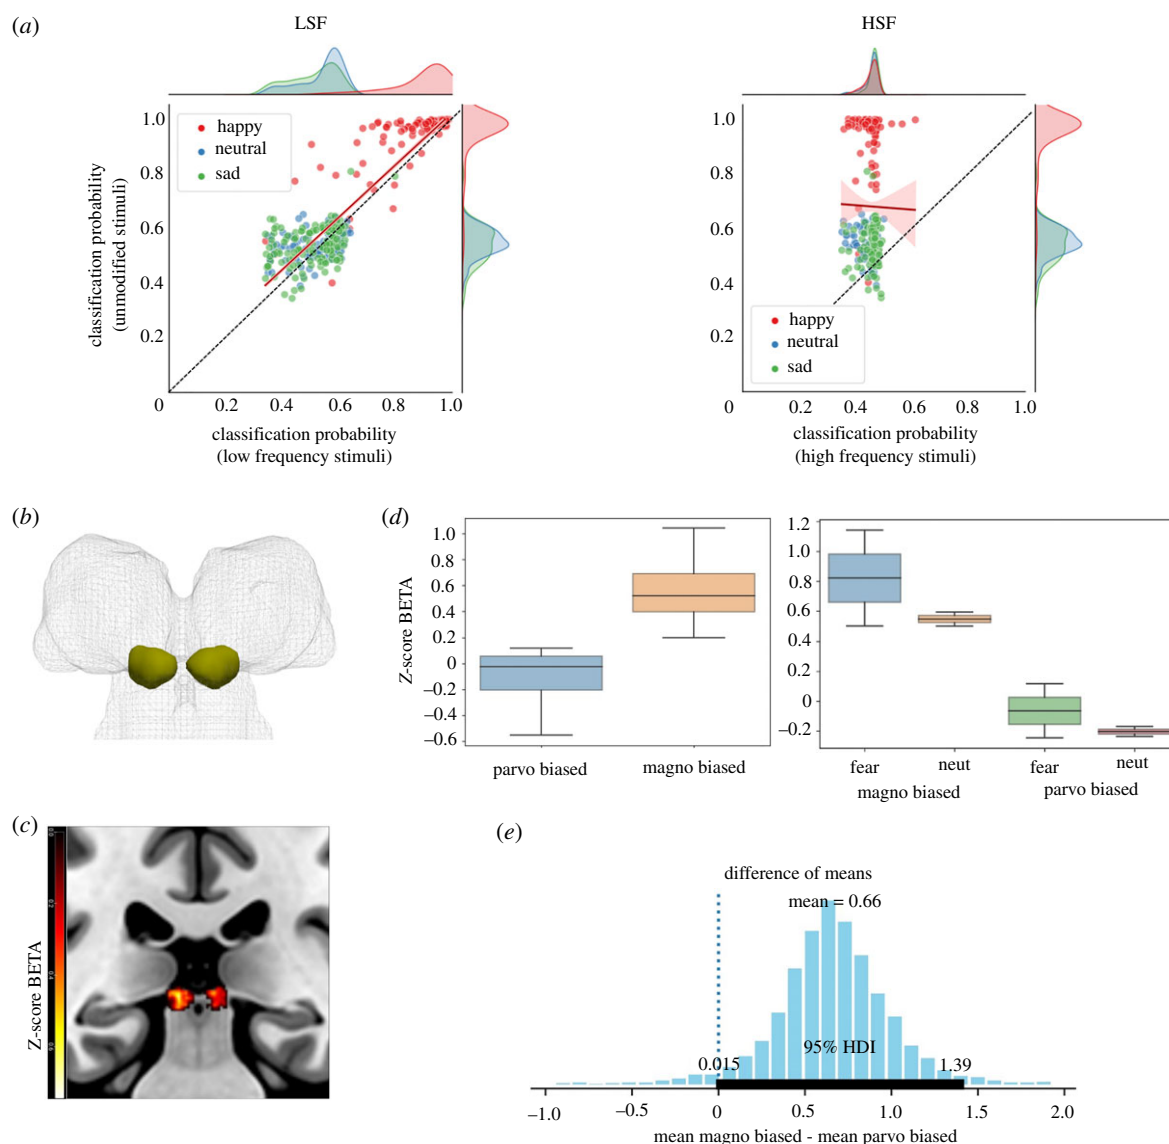 (a)
LSF
HSF
classification probability
(unmodified stimuli)
1.0
0.8
0.6
0.4
0.2
0
0.2
0.4
0.6
0.8
1.0
happy
neutral
sad
classification probability
(low frequency stimuli)
1.0
0.8
0.6
0.4
0.2
0
0.2
0.4
0.6
0.8
1.0
happy
neutral
sad
classification probability
(high frequency stimuli)
(b)
(d)
Z-score BETA
1.0
0.8
0.6
0.4
0.2
0
−0.2
−0.4
−0.6
parvo biased
magno biased
1.2
1.0
0.8
0.6
0.4
0.2
0
−0.2
fear
neut
fear
neut
magno biased
parvo biased
(c)
Z-score BETA
(e)
difference of means
mean = 0.66
0.015
95% HDI
1.39
−1.0
−0.5
0
0.5
1.0
1.5
2.0
mean magno biased - mean parvo biased